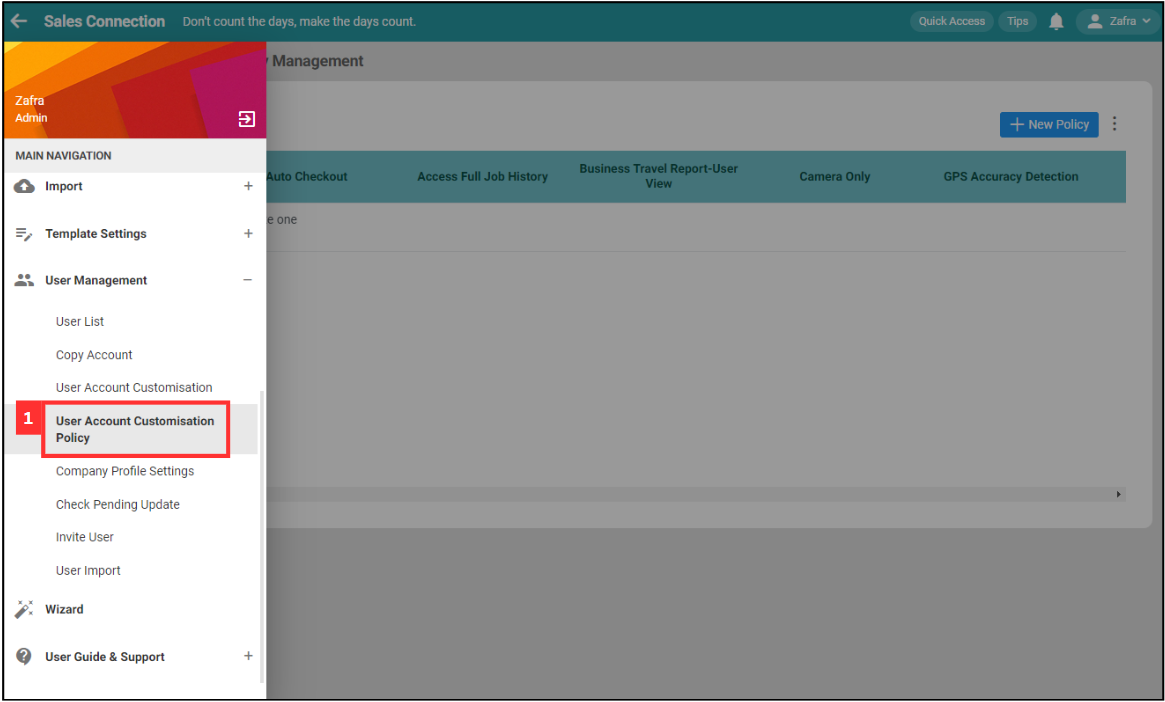 Sales Connection Don't count the days, make the days count.
Quick Access Tips Zafra
Management
Zafra
Admin
New Policy
MAIN NAVIGATION
Import
Auto Checkout
Access Full Job History
Business Travel Report-User
View
Camera Only
GPS Accuracy Detection
one
Template Settings
User Management
User List
Copy Account
User Account Customisation
1
User Account Customisation
Policy
Company Profile Settings
Check Pending Update
Invite User
User Import
Wizard
User Guide & Support